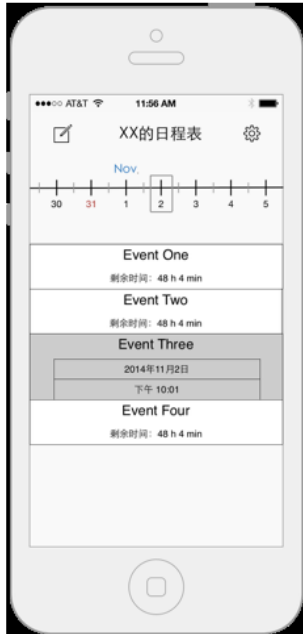 AT&T 11:56 AM
XX的日程表
Nov.
30 31 1 2 3 4 5
Event One
剩余时间：48 h 4 min
Event Two
剩余时间：48 h 4 min
Event Three
2014年11月2日
下午 10:01
Event Four
剩余时间：48 h 4 min